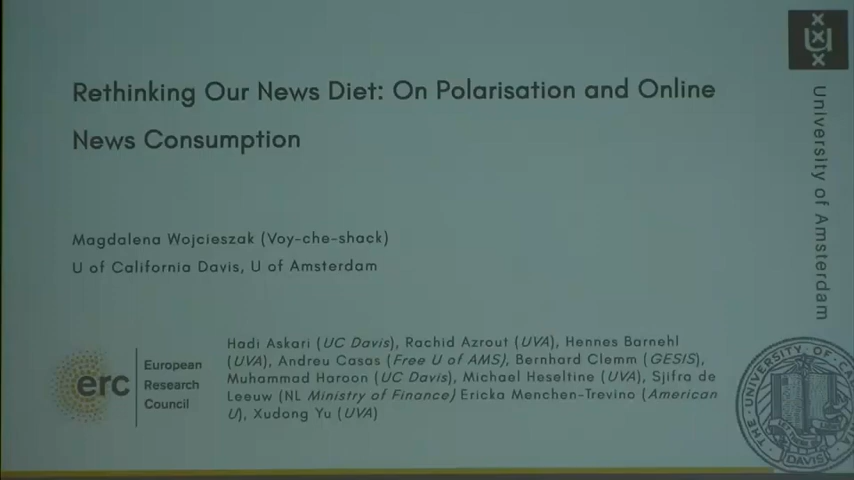 Rethinking Our News Diet: On Polarisation and Online
News Consumption
Magdalena Wojcieszak (Voy-che-shack)
U of California Davis, U of Amsterdam
Hadi Askari (UC Davis), Rachid Azrout (UVA), Hennes Barnehl
(UVA), Andreu Casas (Free U of AMS), Bernhard Clemm (GESIS),
Muhammad Haroon (UC Davis), Michael Heseltine (UVA), Sjifra de
Leeuw (NL Ministry of Finance) Ericka Menchen-Trevino (American
U), Xudong Yu (UVA)
erc
European
Research
Council
University of Amsterdam
THE UNIVERSITY OF
DAVIS